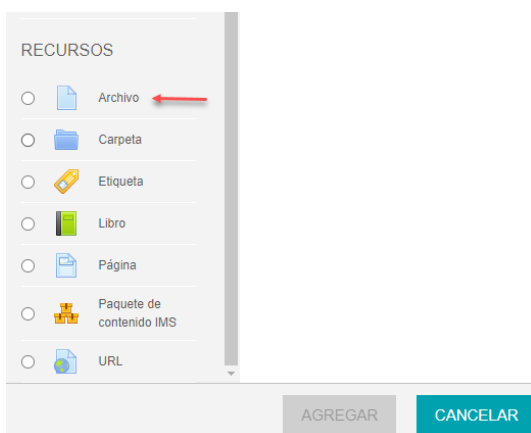 RECURSOS
Archivo
Carpeta
Etiqueta
Libro
Página
Paquete de
contenido IMS
URL
AGREGAR
CANCELAR